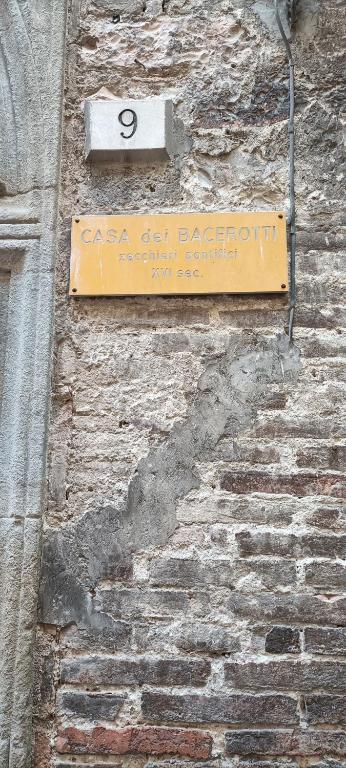 9
CASA dei BACEROTTI
zecchieri pontifici
XVI sec.